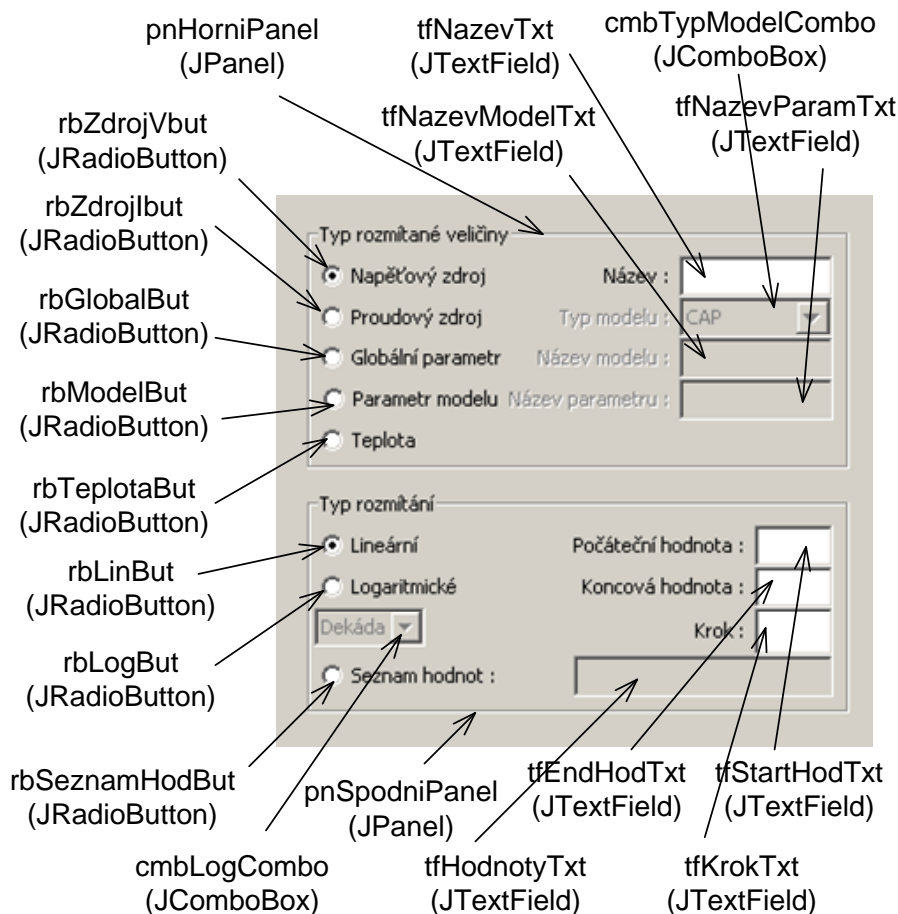 pnHorniPanel
(JPanel)
tfNazevTxt
(JTextField)
cmbTypModelCombo
(JComboBox)
tfNazevModelTxt
(JTextField)
tfNazevParamTxt
(JTextField)
rbZdrojVbut
(JRadioButton)
rbZdrojIbut
(JRadioButton)
rbGlobalBut
(JRadioButton)
rbModelBut
(JRadioButton)
rbTeplotaBut
(JRadioButton)
rbLinBut
(JRadioButton)
rbLogBut
(JRadioButton)
rbSeznamHodBut
(JRadioButton)
Typ rozmítané veličiny
Napěťový zdroj Název :
Proudový zdroj Typ modelu : CAP
Globální parametr Název modelu :
Parametr modelu Název parametru :
Teplota
Typ rozmítání
Lineární Počáteční hodnota :
Logaritmické Koncová hodnota :
Dekáda Krok :
Seznam hodnot :
cmbLogCombo
(JComboBox)
pnSpodniPanel
(JPanel)
tfHodnotyTxt
(JTextField)
tfEndHodTxt
(JTextField)
tfKrokTxt
(JTextField)
tfStartHodTxt
(JTextField)